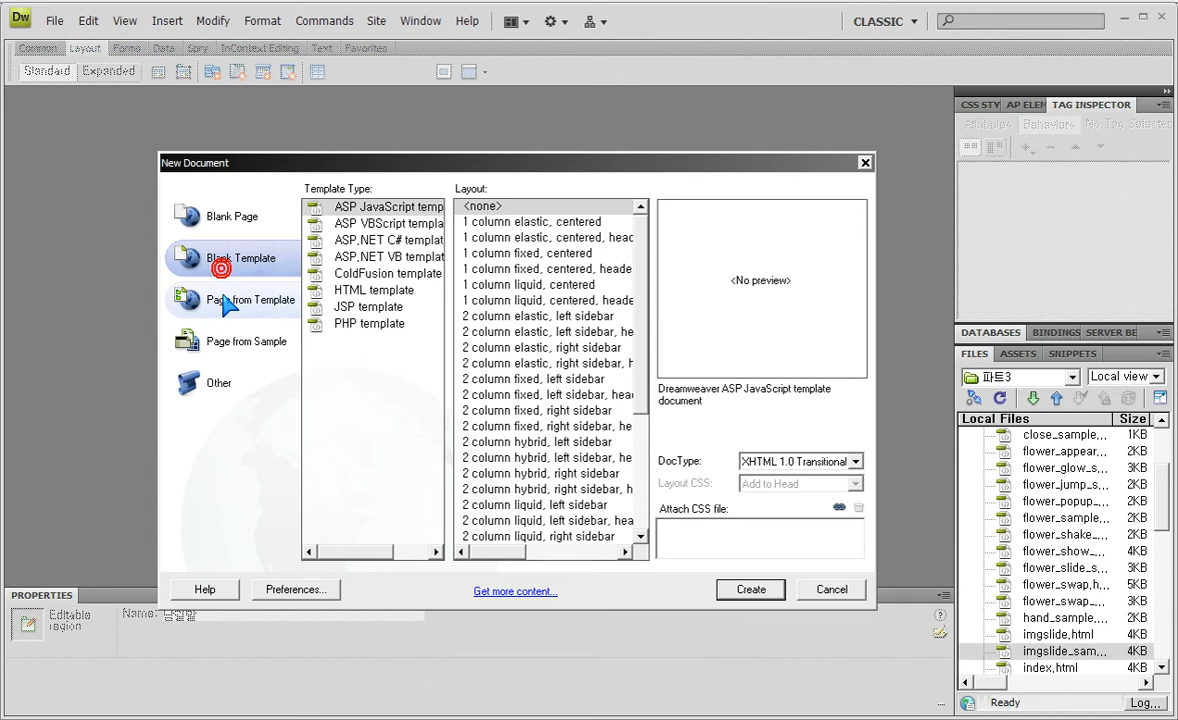 Dw File Edit View Insert Modify Format Commands Site Window Help CLASSIC
Common Layout Forms Data Spry InContext Editing Text Favorites
Standard Expanded
CSS STY AP ELEM TAG INSPECTOR
Attributes Behaviors No Tag Selected
New Document
Blank Page
Blank Template
Page from Template
Page from Sample
Other
Template Type:
ASP JavaScript temp
ASP VBScript templa
ASP.NET C# templat
ASP.NET VB templat
ColdFusion template
HTML template
JSP template
PHP template
Layout:
<none>
1 column elastic, centered
1 column elastic, centered, heade
1 column fixed, centered
1 column fixed, centered, heade
1 column liquid, centered
1 column liquid, centered, heade
2 column elastic, left sidebar
2 column elastic, left sidebar, he
2 column elastic, right sidebar
2 column elastic, right sidebar, he
2 column fixed, left sidebar
2 column fixed, left sidebar, hea
2 column fixed, right sidebar
2 column fixed, right sidebar, he
2 column hybrid, left sidebar
2 column hybrid, left sidebar, he
2 column hybrid, right sidebar
2 column hybrid, right sidebar, h
2 column liquid, left sidebar
2 column liquid, left sidebar, hea
2 column liquid, right sidebar
<No preview>
Dreamweaver ASP JavaScript template
document
DocType: XHTML 1.0 Transitional
Layout CSS: Add to Head
Attach CSS file:
Help Preferences... Get more content... Create Cancel
DATABASES BINDINGS SERVER BE
FILES ASSETS SNIPPETS
파트3 Local view
Local Files Size
close_sample,... 1KB
flower_appear,... 2KB
flower_glow_s... 3KB
flower_jump_s... 2KB
flower_popup_... 2KB
flower_sample... 2KB
flower_shake_... 2KB
flower_show_... 4KB
flower_slide_s... 2KB
flower_swap,h... 5KB
flower_swap_... 3KB
hand_sample,... 1KB
imgslide,html 4KB
imgslide_sam... 4KB
index,html 4KB
Ready Log...
PROPERTIES
Editable
region
Name: